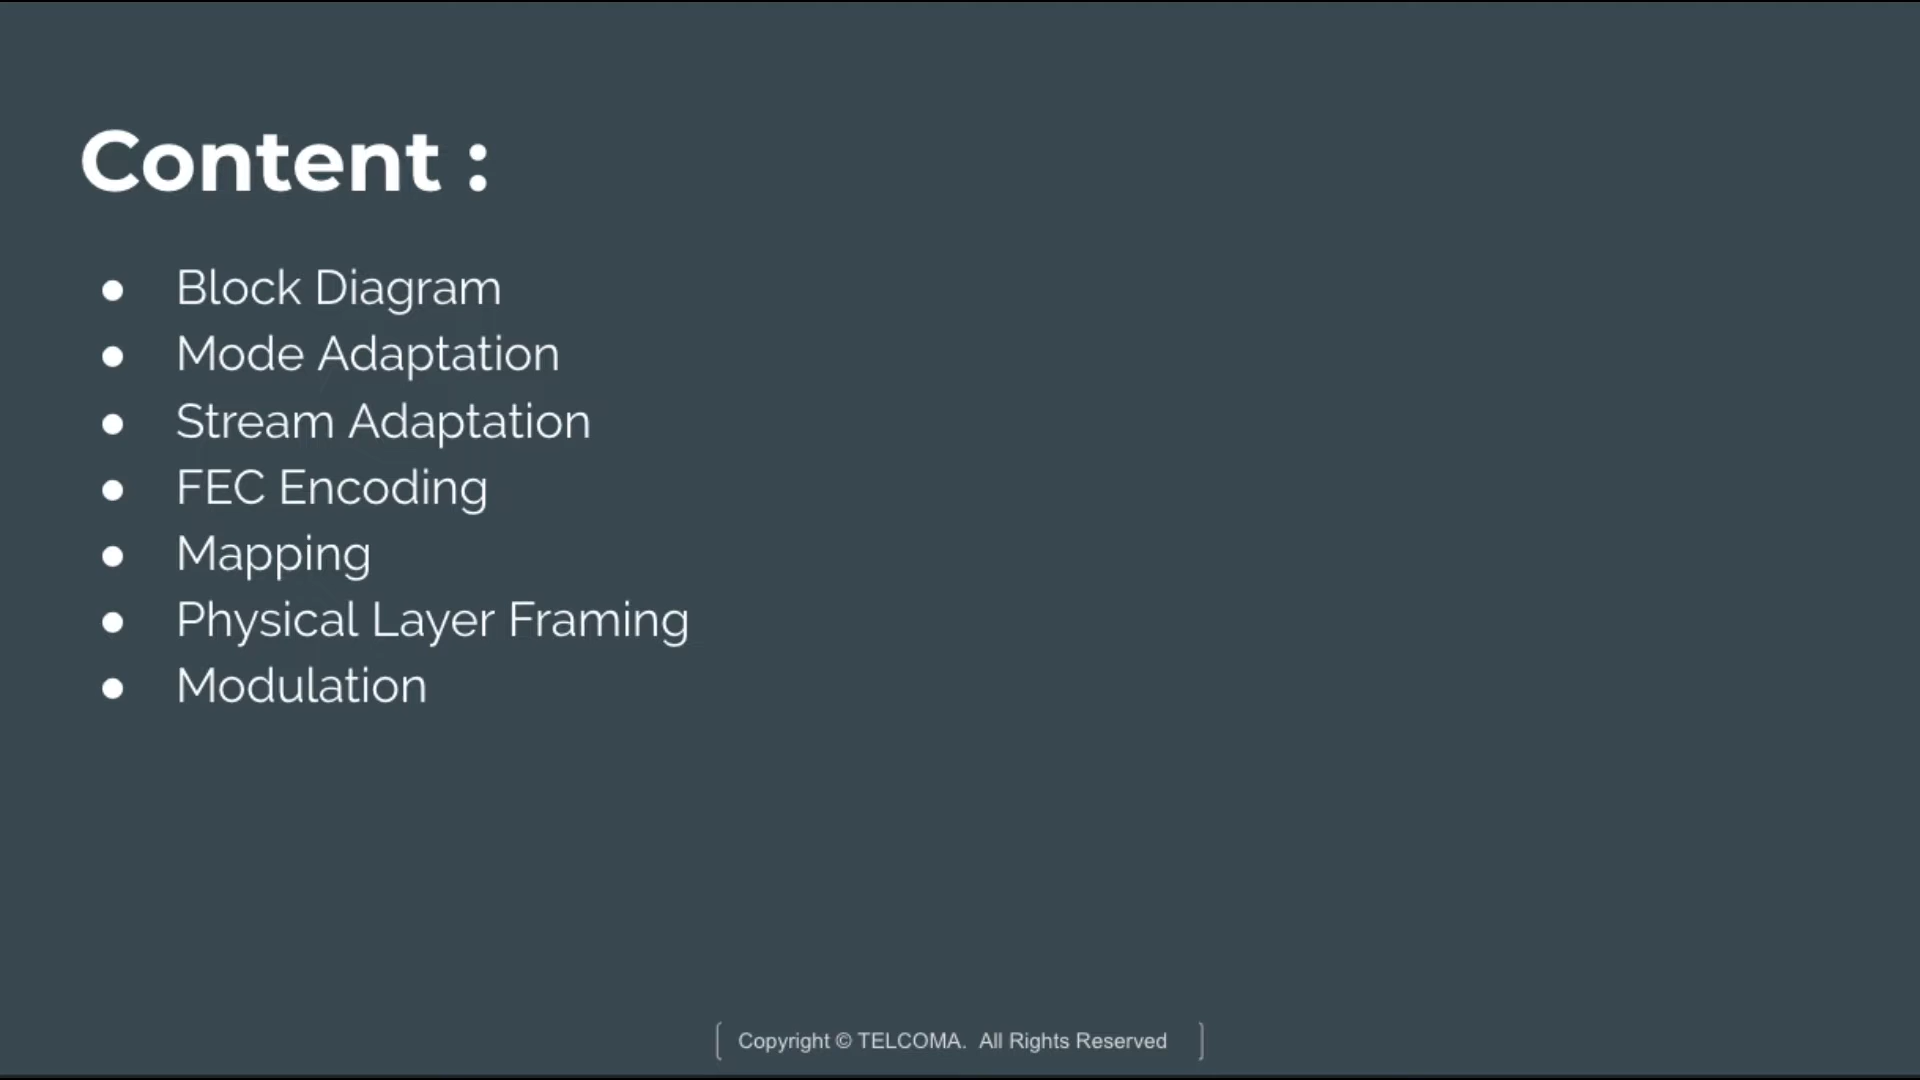 Content :
● Block Diagram
● Mode Adaptation
● Stream Adaptation
● FEC Encoding
● Mapping
● Physical Layer Framing
● Modulation
Copyright © TELCOMA. All Rights Reserved